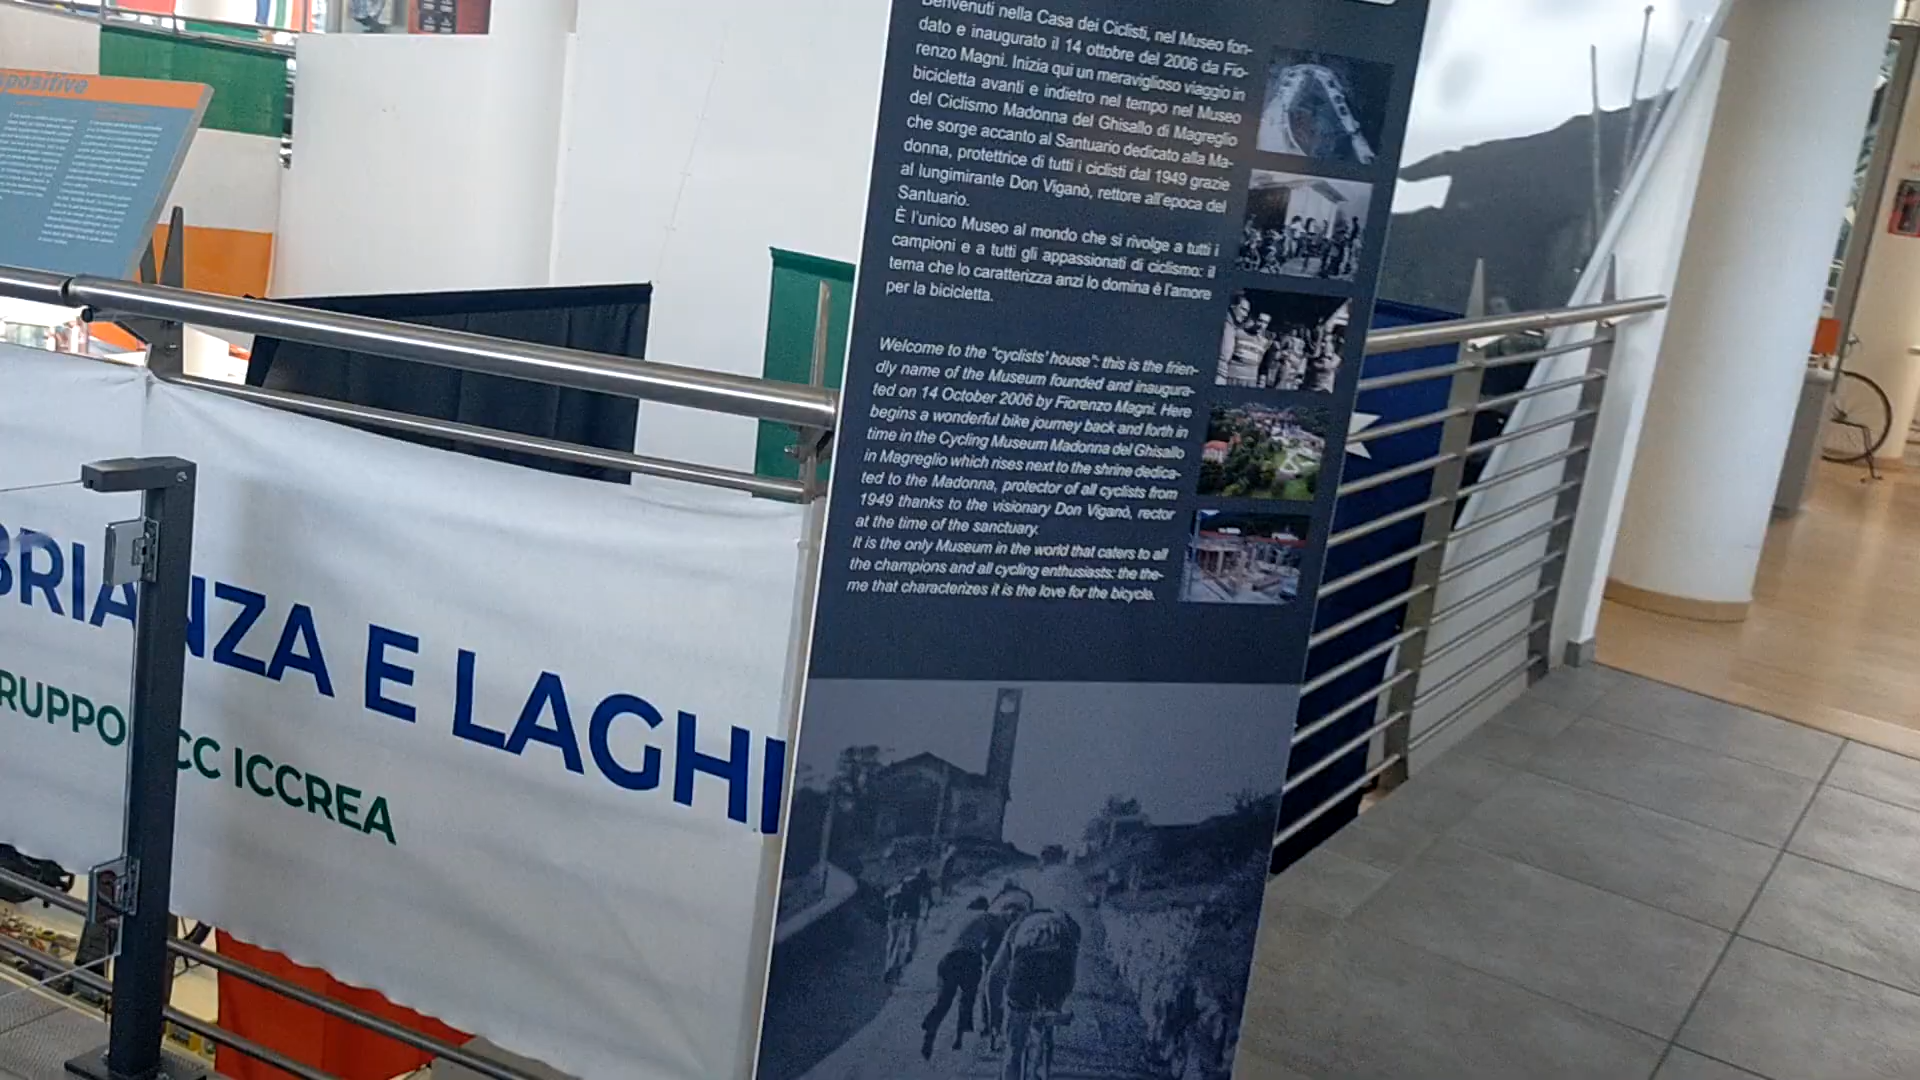 Benvenuti nella Casa dei Ciclisti, nel Museo fon-
dato e inaugurato il 14 ottobre del 2006 da Fio-
renzo Magni. Inizia qui un meraviglioso viaggio in
bicicletta avanti e indietro nel tempo nel Museo
del Ciclismo Madonna del Ghisallo di Magreglio
che sorge accanto al Santuario dedicato alla Ma-
donna, protettrice di tutti i ciclisti dal 1949 grazie
al lungimirante Don Viganò, rettore all'epoca del
Santuario.
È l'unico Museo al mondo che si rivolge a tutti i
campioni e a tutti gli appassionati di ciclismo: il
tema che lo caratterizza anzi lo domina è l'amore
per la bicicletta.
Welcome to the "cyclists' house": this is the frien-
dly name of the Museum founded and inaugura-
ted on 14 October 2006 by Fiorenzo Magni. Here
begins a wonderful bike journey back and forth in
time in the Cycling Museum Madonna del Ghisallo
in Magreglio which rises next to the shrine dedica-
ted to the Madonna, protector of all cyclists from
1949 thanks to the visionary Don Viganò, rector
at the time of the sanctuary.
It is the only Museum in the world that caters to all
the champions and all cycling enthusiasts: the the-
me that characterizes it is the love for the bicycle.
BRIANZA E LAGHI
RUPPO CC ICCREA
positive